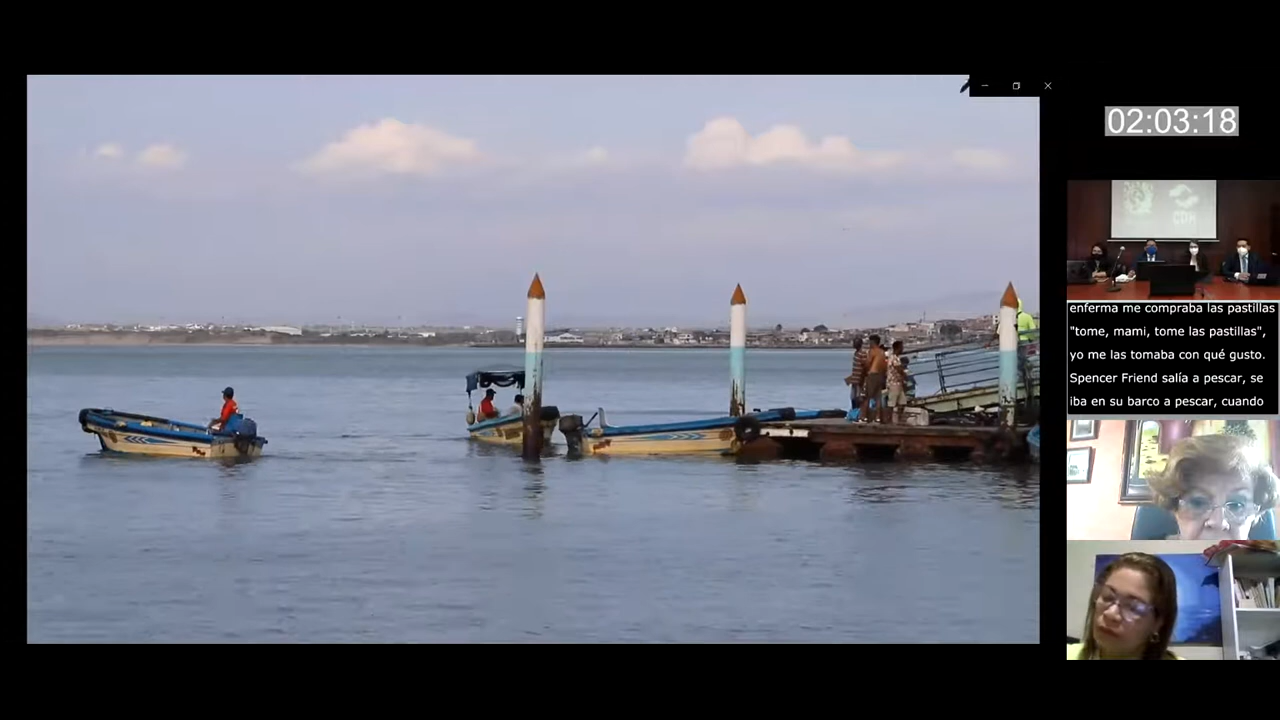 02:03:18
CDH
enferma me compraba las pastillas
"tome, mami, tome las pastillas",
yo me las tomaba con qué gusto.
Spencer Friend salía a pescar, se
iba en su barco a pescar, cuando